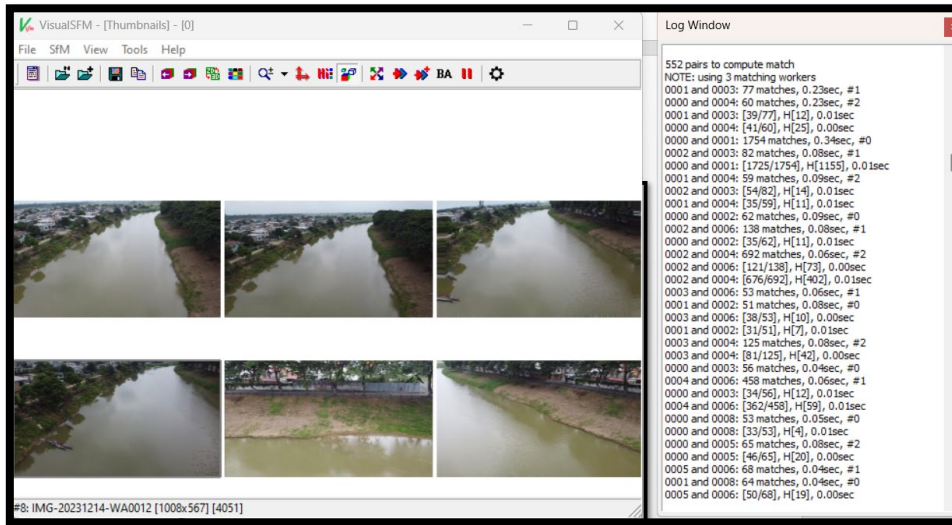 VisualSFM - [Thumbnails] - [0]
File SfM View Tools Help
BA
#8: IMG-20231214-WA0012 [1008x567] [4051]
Log Window
552 pairs to compute match
NOTE: using 3 matching workers
0001 and 0003: 77 matches, 0.23sec, #1
0000 and 0004: 60 matches, 0.23sec, #2
0001 and 0003: [39/77], H[12], 0.01sec
0000 and 0004: [41/60], H[25], 0.00sec
0000 and 0001: 1754 matches, 0.34sec, #0
0002 and 0003: 82 matches, 0.08sec, #1
0000 and 0001: [1725/1754], H[1155], 0.01sec
0001 and 0004: 59 matches, 0.09sec, #2
0002 and 0003: [54/82], H[14], 0.01sec
0001 and 0004: [35/59], H[11], 0.01sec
0000 and 0002: 62 matches, 0.09sec, #0
0002 and 0006: 138 matches, 0.08sec, #1
0000 and 0002: [35/62], H[11], 0.01sec
0002 and 0004: 692 matches, 0.06sec, #2
0002 and 0006: [121/138], H[73], 0.00sec
0002 and 0004: [676/692], H[402], 0.01sec
0003 and 0006: 53 matches, 0.06sec, #1
0001 and 0002: 51 matches, 0.08sec, #0
0003 and 0006: [38/53], H[10], 0.00sec
0001 and 0002: [31/51], H[7], 0.01sec
0003 and 0004: 125 matches, 0.08sec, #2
0003 and 0004: [81/125], H[42], 0.00sec
0000 and 0003: 56 matches, 0.04sec, #0
0004 and 0006: 458 matches, 0.06sec, #1
0000 and 0003: [34/56], H[12], 0.01sec
0004 and 0006: [362/458], H[59], 0.01sec
0000 and 0008: 53 matches, 0.05sec, #0
0000 and 0008: [33/53], H[4], 0.01sec
0000 and 0005: 65 matches, 0.08sec, #2
0000 and 0005: [46/65], H[20], 0.00sec
0005 and 0006: 68 matches, 0.04sec, #1
0001 and 0008: 64 matches, 0.04sec, #0
0005 and 0006: [50/68], H[19], 0.00sec